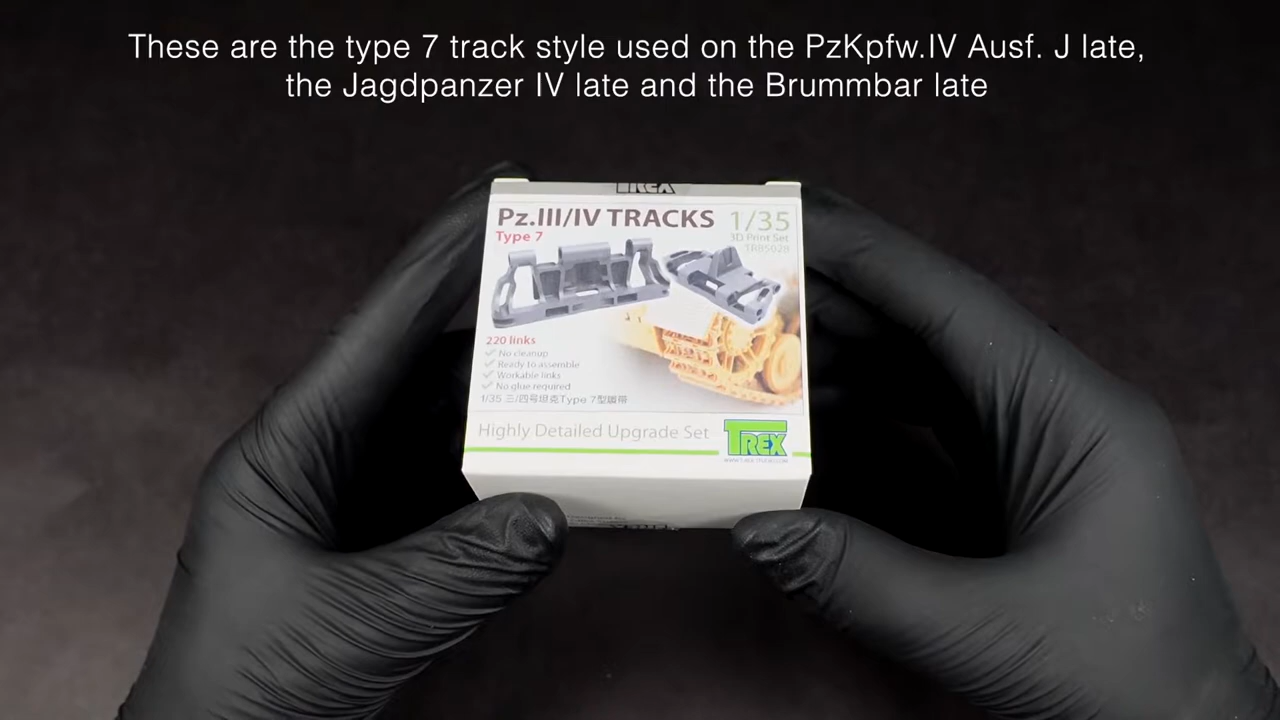 These are the type 7 track style used on the PzKpfw.IV Ausf. J late,
the Jagdpanzer IV late and the Brummbar late
Pz.III/IV TRACKS
1/35
Type 7
3D Print Set
TR85028
220 links
No cleanup
Ready to assemble
Workable links
No glue required
1/35 三/四号坦克Type 7型履带
Highly Detailed Upgrade Set
TREX